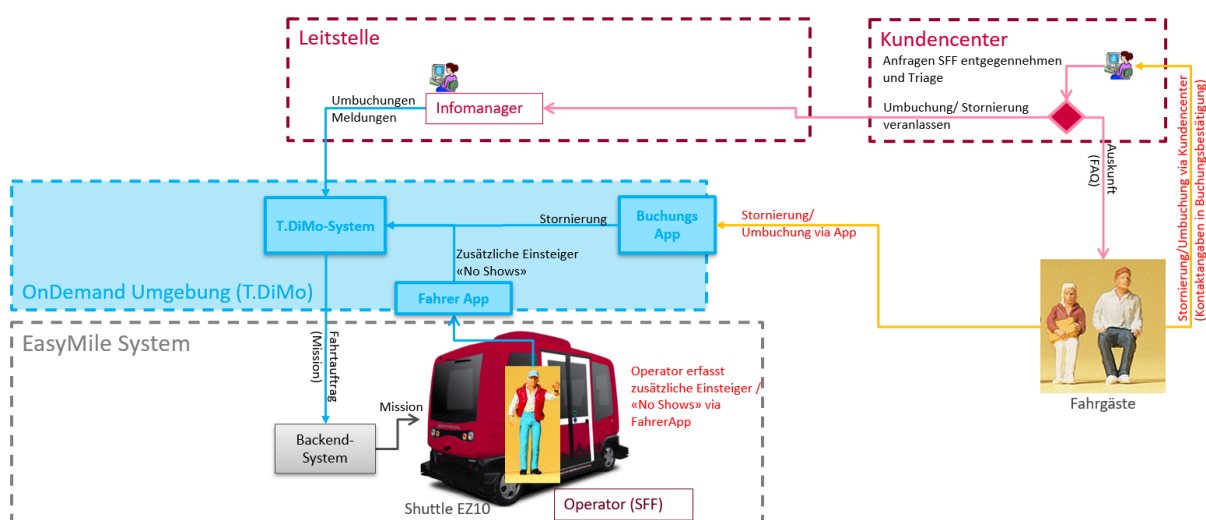 Leitstelle
Kundencenter
Anfragen SFF entgegennehmen
und Triage
Umbuchungen
Meldungen
Infomanager
Umbuchung/ Stornierung
veranlassen
Auskunft
(FAQ)
Stornierung/Umbuchung via Kundencenter
(Kontaktangaben in Buchungsbestätigung)
T.DiMo-System
Stornierung
Buchungs
App
Stornierung/
Umbuchung via App
Zusätzliche Einsteiger
«No Shows»
OnDemand Umgebung (T.DiMo)
Fahrer App
EasyMile System
Fahrtauftrag
(Mission)
Operator erfasst
zusätzliche Einsteiger /
«No Shows» via
FahrerApp
Fahrgäste
Mission
Backend-
System
Shuttle EZ10
Operator (SFF)